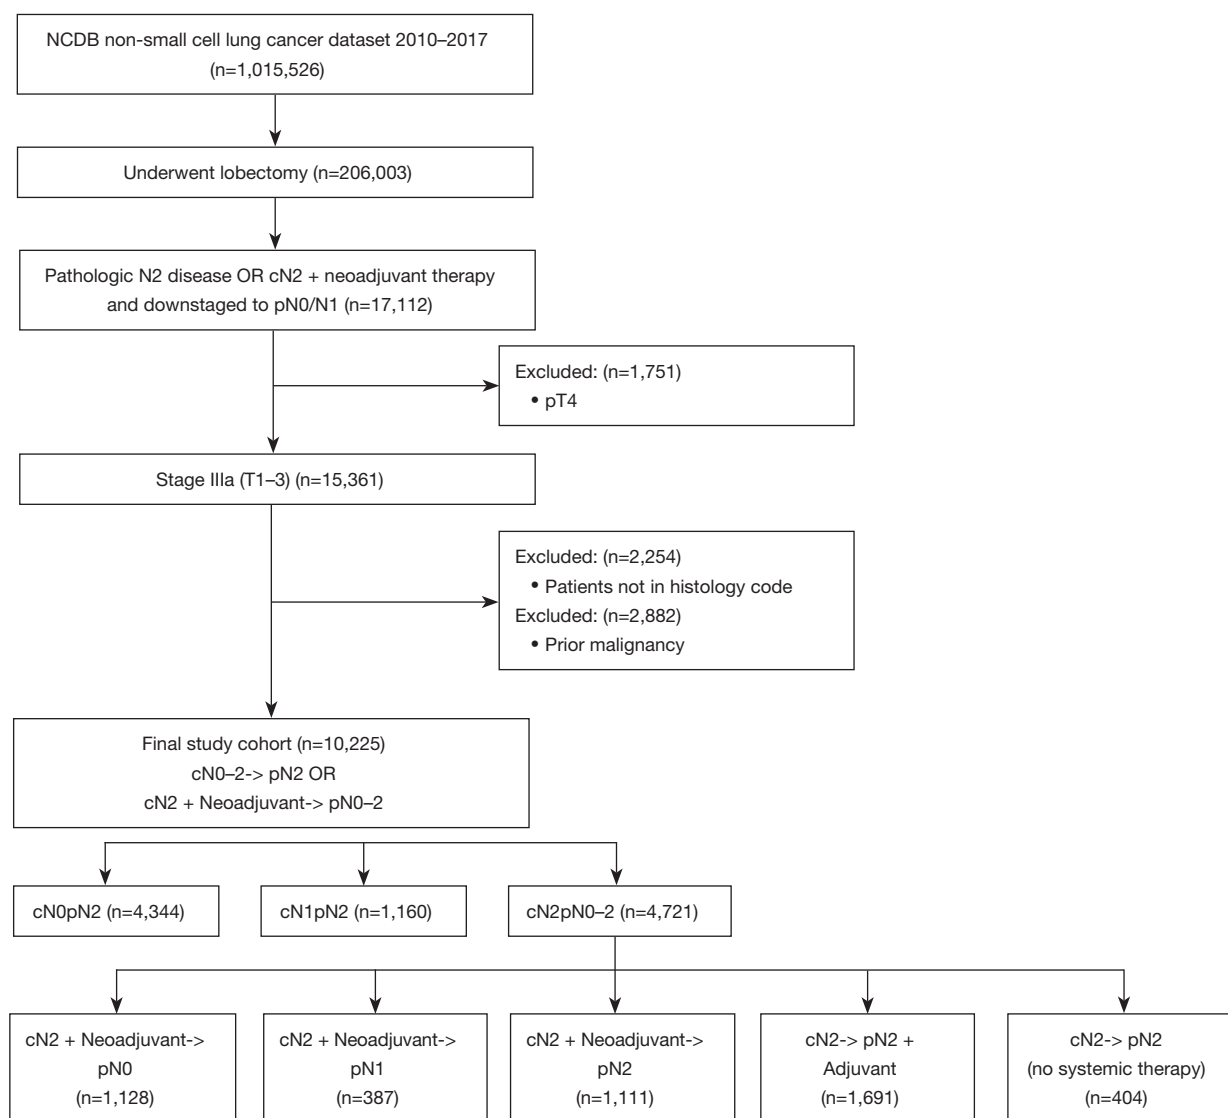 NCDB non-small cell lung cancer dataset 2010–2017
(n=1,015,526)
Underwent lobectomy (n=206,003)
Pathologic N2 disease OR cN2 + neoadjuvant therapy
and downstaged to pN0/N1 (n=17,112)
Excluded: (n=1,751)
• pT4
Stage IIIa (T1–3) (n=15,361)
Excluded: (n=2,254)
• Patients not in histology code
Excluded: (n=2,882)
• Prior malignancy
Final study cohort (n=10,225)
cN0–2-> pN2 OR
cN2 + Neoadjuvant-> pN0–2
cN0pN2 (n=4,344)
cN1pN2 (n=1,160)
cN2pN0–2 (n=4,721)
cN2 + Neoadjuvant->
pN0
(n=1,128)
cN2 + Neoadjuvant->
pN1
(n=387)
cN2 + Neoadjuvant->
pN2
(n=1,111)
cN2-> pN2 +
Adjuvant
(n=1,691)
cN2-> pN2
(no systemic therapy)
(n=404)